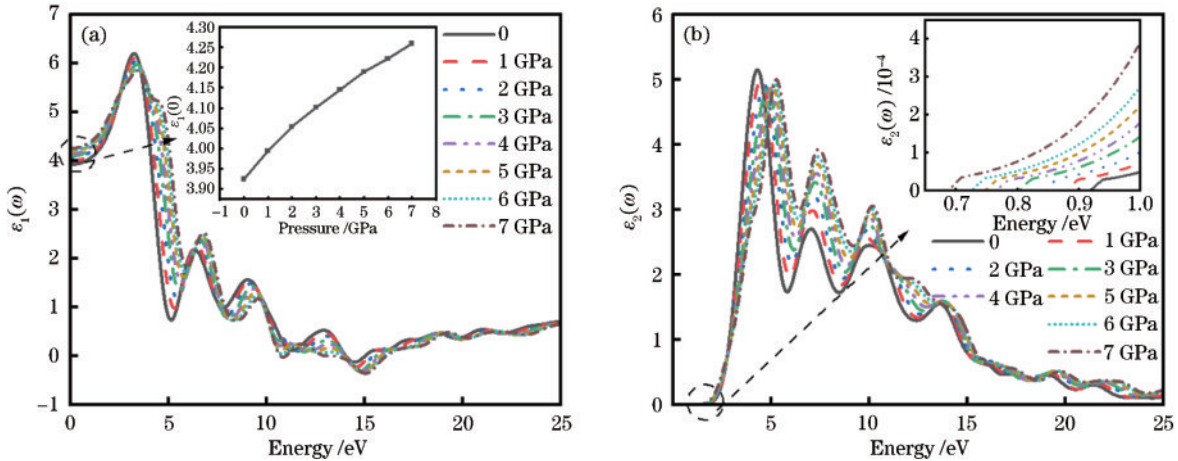 (a)
0
1 GPa
2 GPa
3 GPa
4 GPa
5 GPa
6 GPa
7 GPa
ε₁(ω)
6
5
4
3
2
1
0
−1
0 5 10 15 20 25
Energy /eV
ε₁(0)
4.30
4.25
4.20
4.15
4.10
4.05
4.00
3.95
3.90
−1 0 1 2 3 4 5 6 7 8
Pressure /GPa
(b)
ε₂(ω)
6
5
4
3
2
1
0
5 10 15 20 25
Energy /eV
ε₂(ω) /10⁻⁴
6
4
2
0
0.7 0.8 0.9 1.0
Energy /eV
0 1 GPa
2 GPa 3 GPa
4 GPa 5 GPa
6 GPa
7 GPa